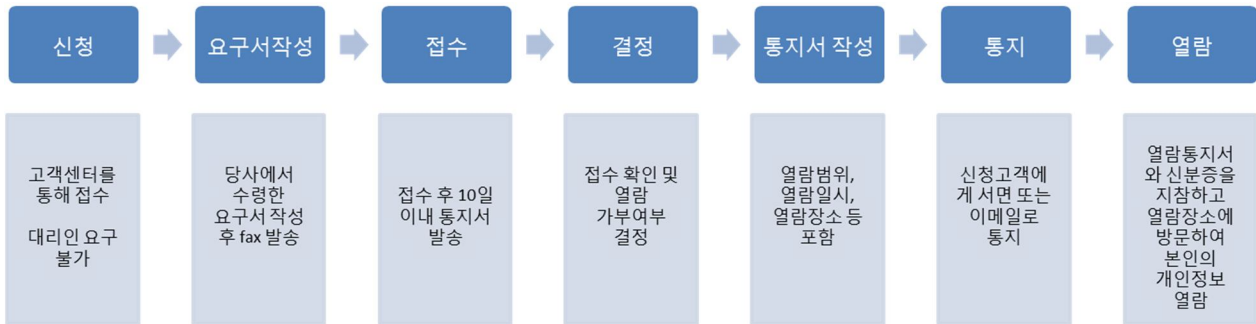 신청
요구서작성
접수
결정
통지서 작성
통지
열람
고객센터를
통해 접수
대리인 요구
불가
당사에서
수령한
요구서 작성
후 fax 발송
접수 후 10일
이내 통지서
발송
접수 확인 및
열람
가부여부
결정
열람범위,
열람일시,
열람장소 등
포함
신청고객에
게 서면 또는
이메일로
통지
열람통지서
와 신분증을
지참하고
열람장소에
방문하여
본인의
개인정보
열람